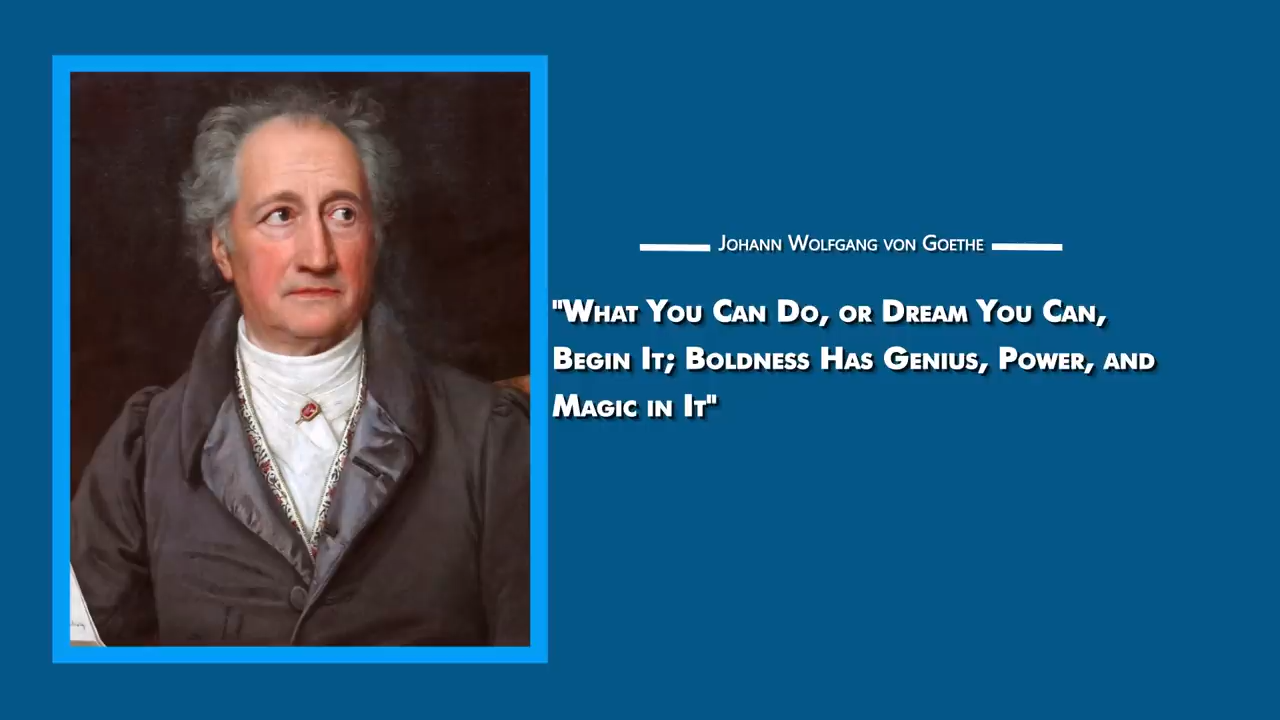 Johann Wolfgang von Goethe
"What You Can Do, or Dream You Can,
Begin It; Boldness Has Genius, Power, and
Magic in It"